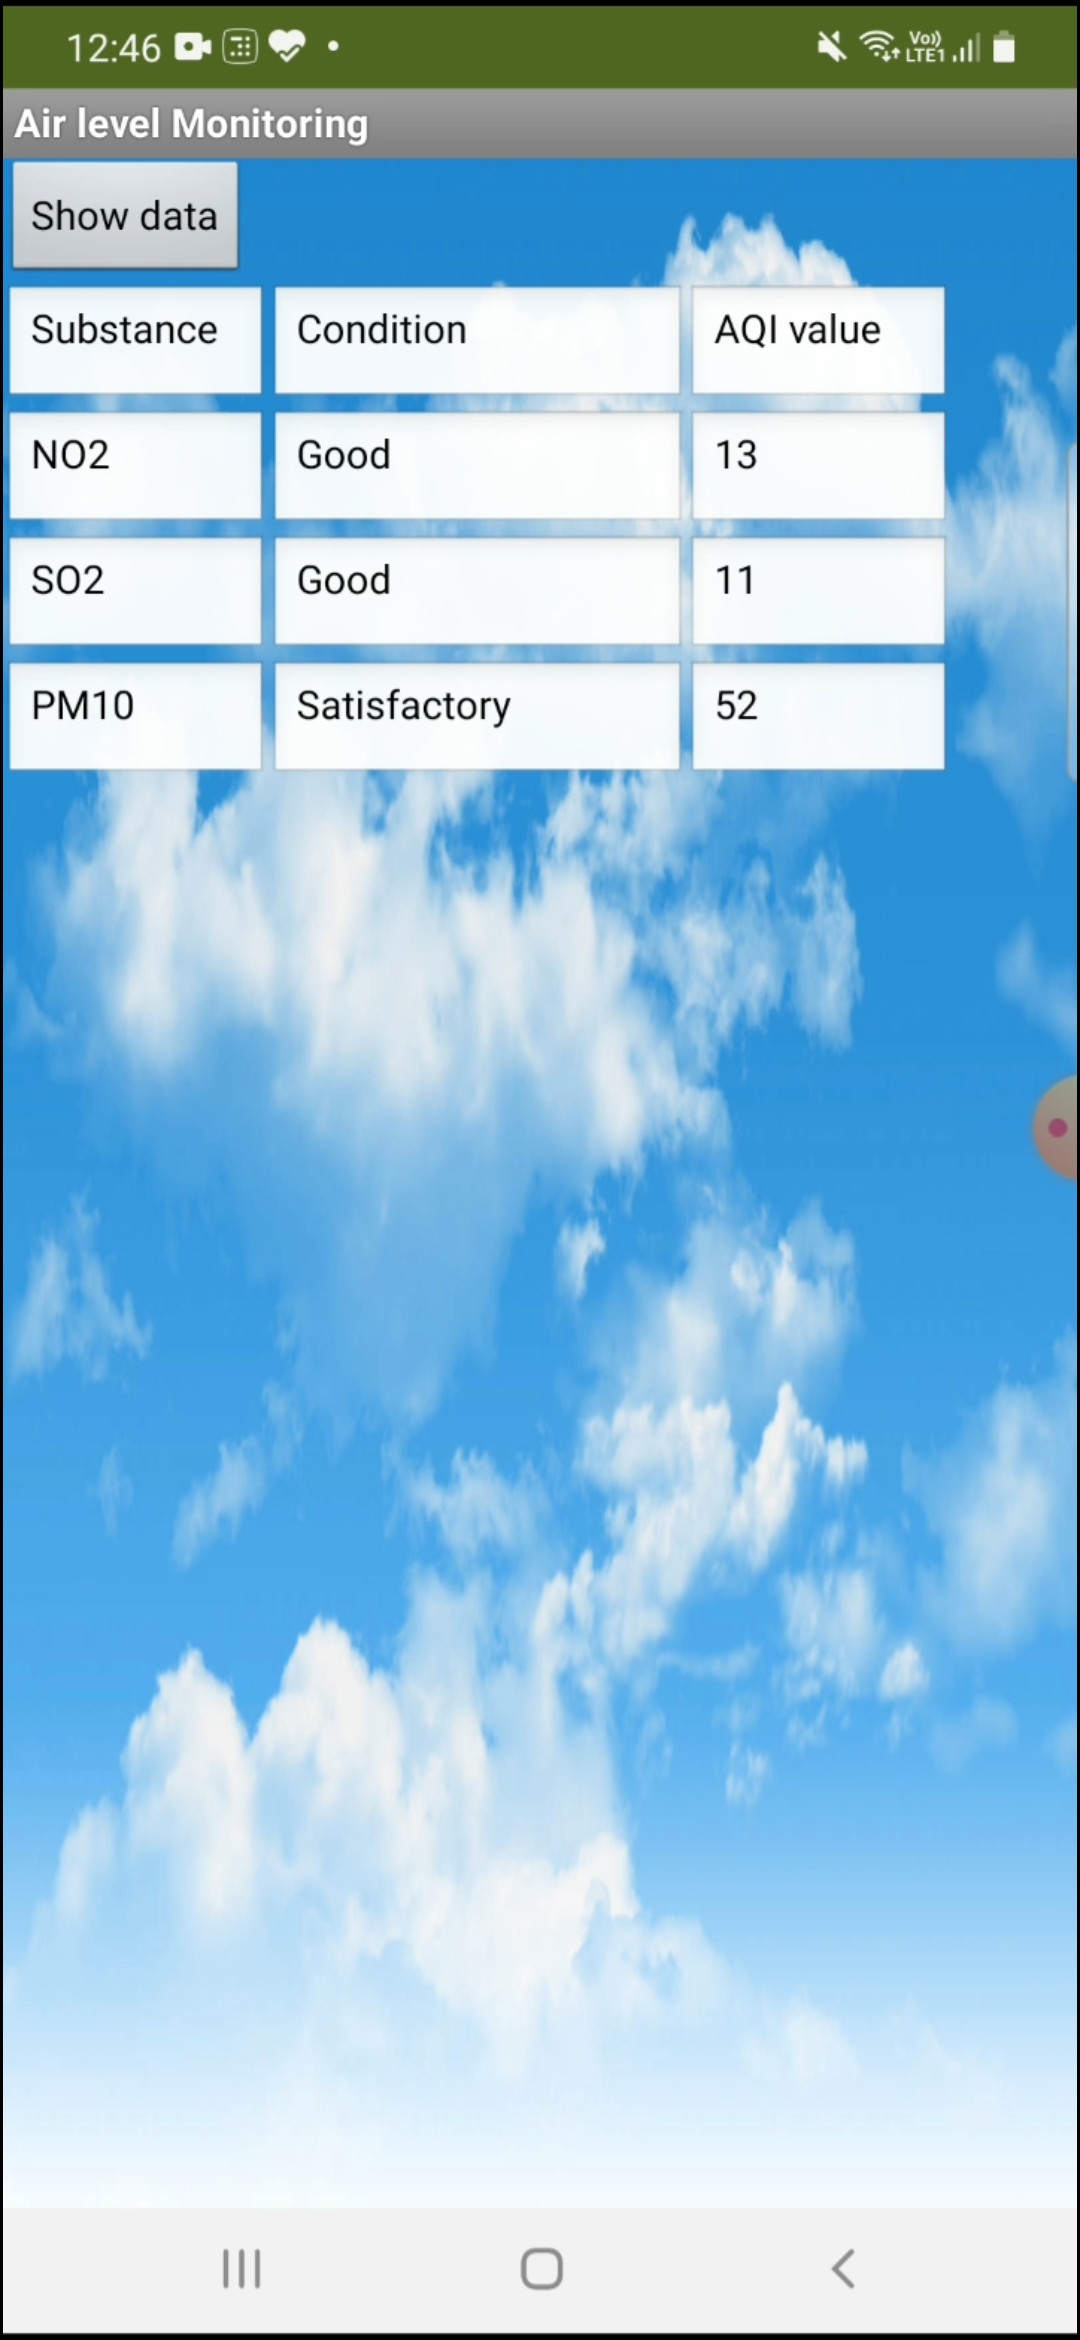 12:46 Vo)) LTE1
Air level Monitoring
Show data
Substance Condition AQI value
NO2 Good 13
SO2 Good 11
PM10 Satisfactory 52